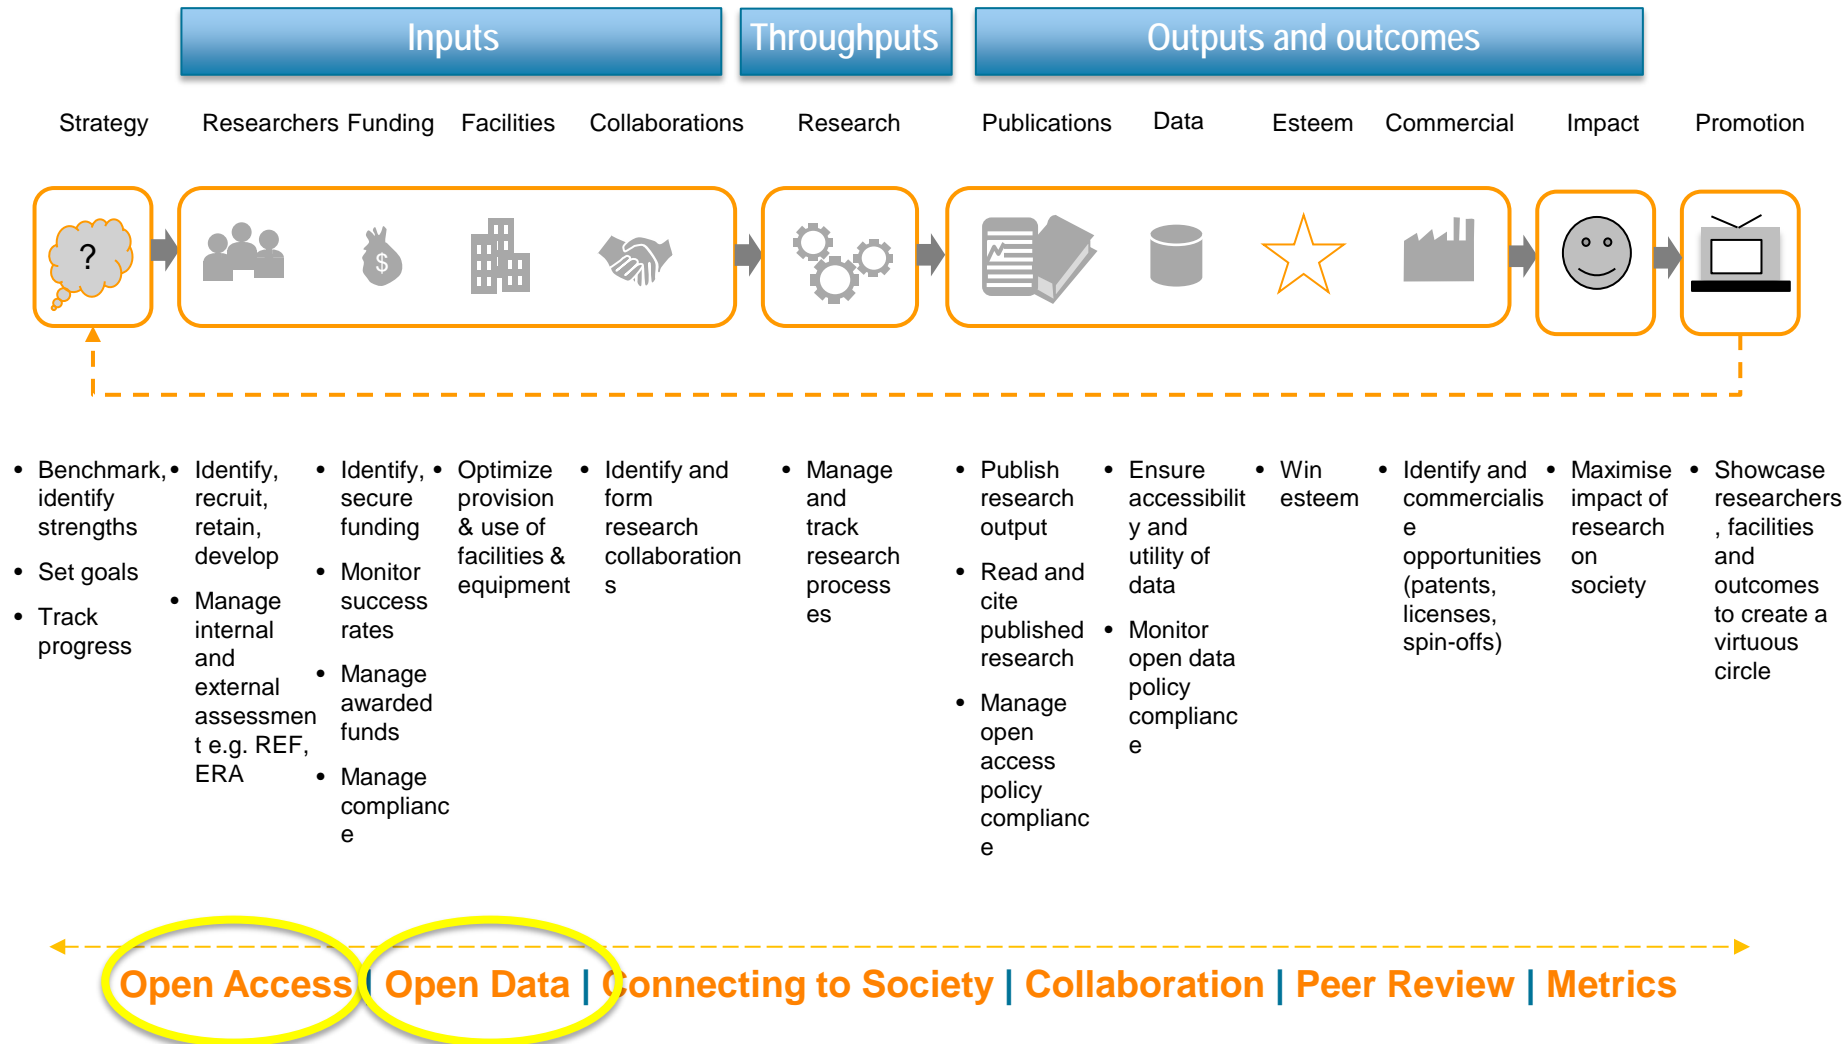 Inputs
Throughputs
Outputs and outcomes
Strategy
Researchers
Funding
Facilities
Collaborations
Research
Publications
Data
Esteem
Commercial
Impact
Promotion
?
$
• Benchmark,
identify
strengths
• Set goals
• Track
progress
• Identify,
recruit,
retain,
develop
• Manage
internal
and
external
assessmen
t e.g. REF,
ERA
• Identify,
secure
funding
• Monitor
success
rates
• Manage
awarded
funds
• Manage
complianc
e
• Optimize
provision
& use of
facilities &
equipment
• Identify and
form
research
collaboration
s
• Manage
and
track
research
process
es
• Publish
research
output
• Read and
cite
published
research
• Manage
open
access
policy
complianc
e
• Ensure
accessibilit
y and
utility of
data
• Monitor
open data
policy
complianc
e
• Win
esteem
• Identify and
commercialis
e
opportunities
(patents,
licenses,
spin-offs)
• Maximise
impact of
research
on
society
• Showcase
researchers
, facilities
and
outcomes
to create a
virtuous
circle
Open Access | Open Data | Connecting to Society | Collaboration | Peer Review | Metrics